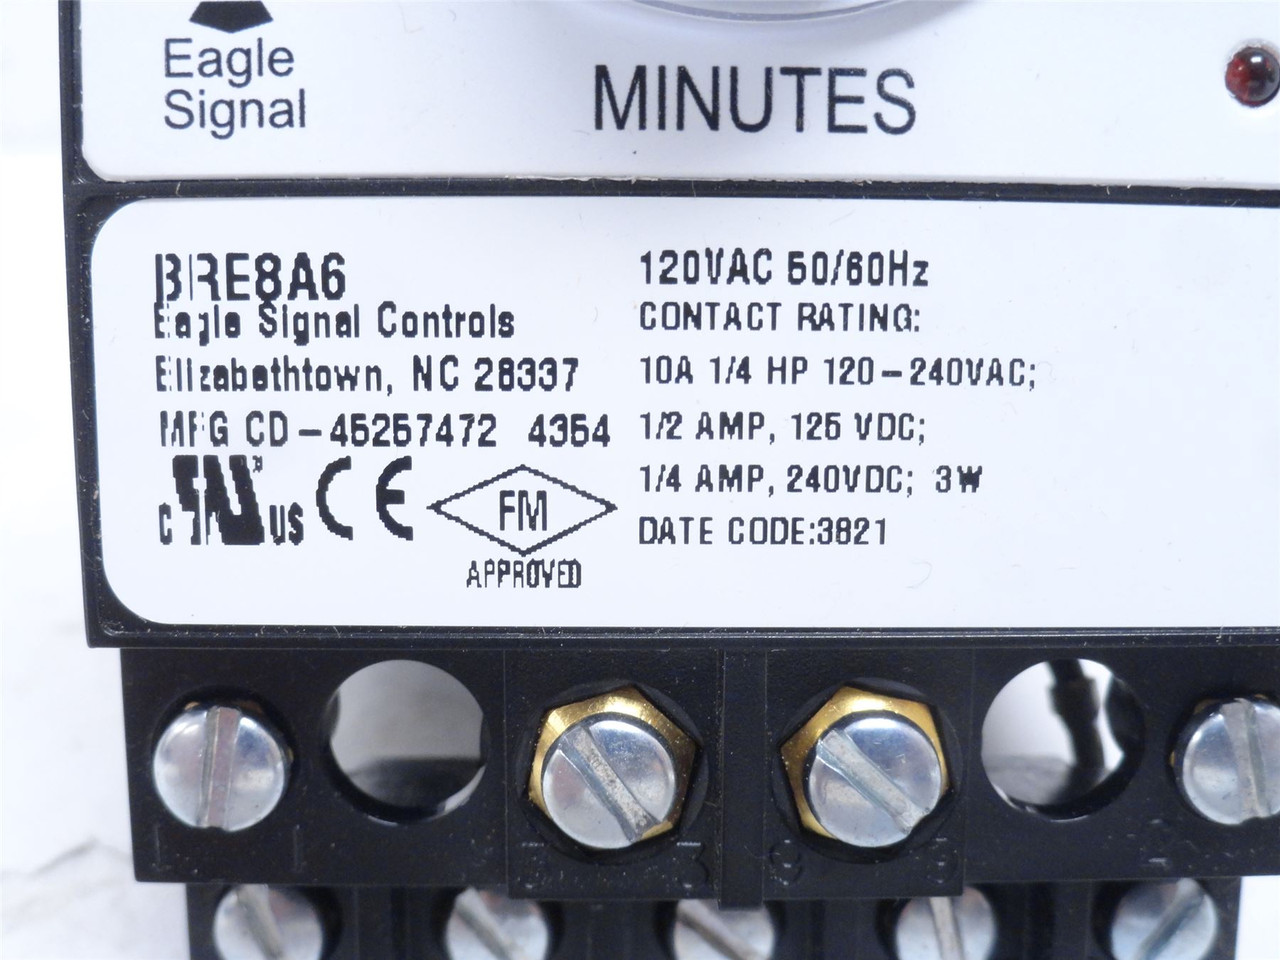 Eagle
Signal
MINUTES
BRE8A6
Eagle Signal Controls
Elizabethtown, NC 28337
MFG CD-45257472 4354
C UL US CE FM
APPROVED
120VAC 50/60Hz
CONTACT RATING:
10A 1/4 HP 120-240VAC;
1/2 AMP, 125 VDC;
1/4 AMP, 240VDC; 3W
DATE CODE:3821